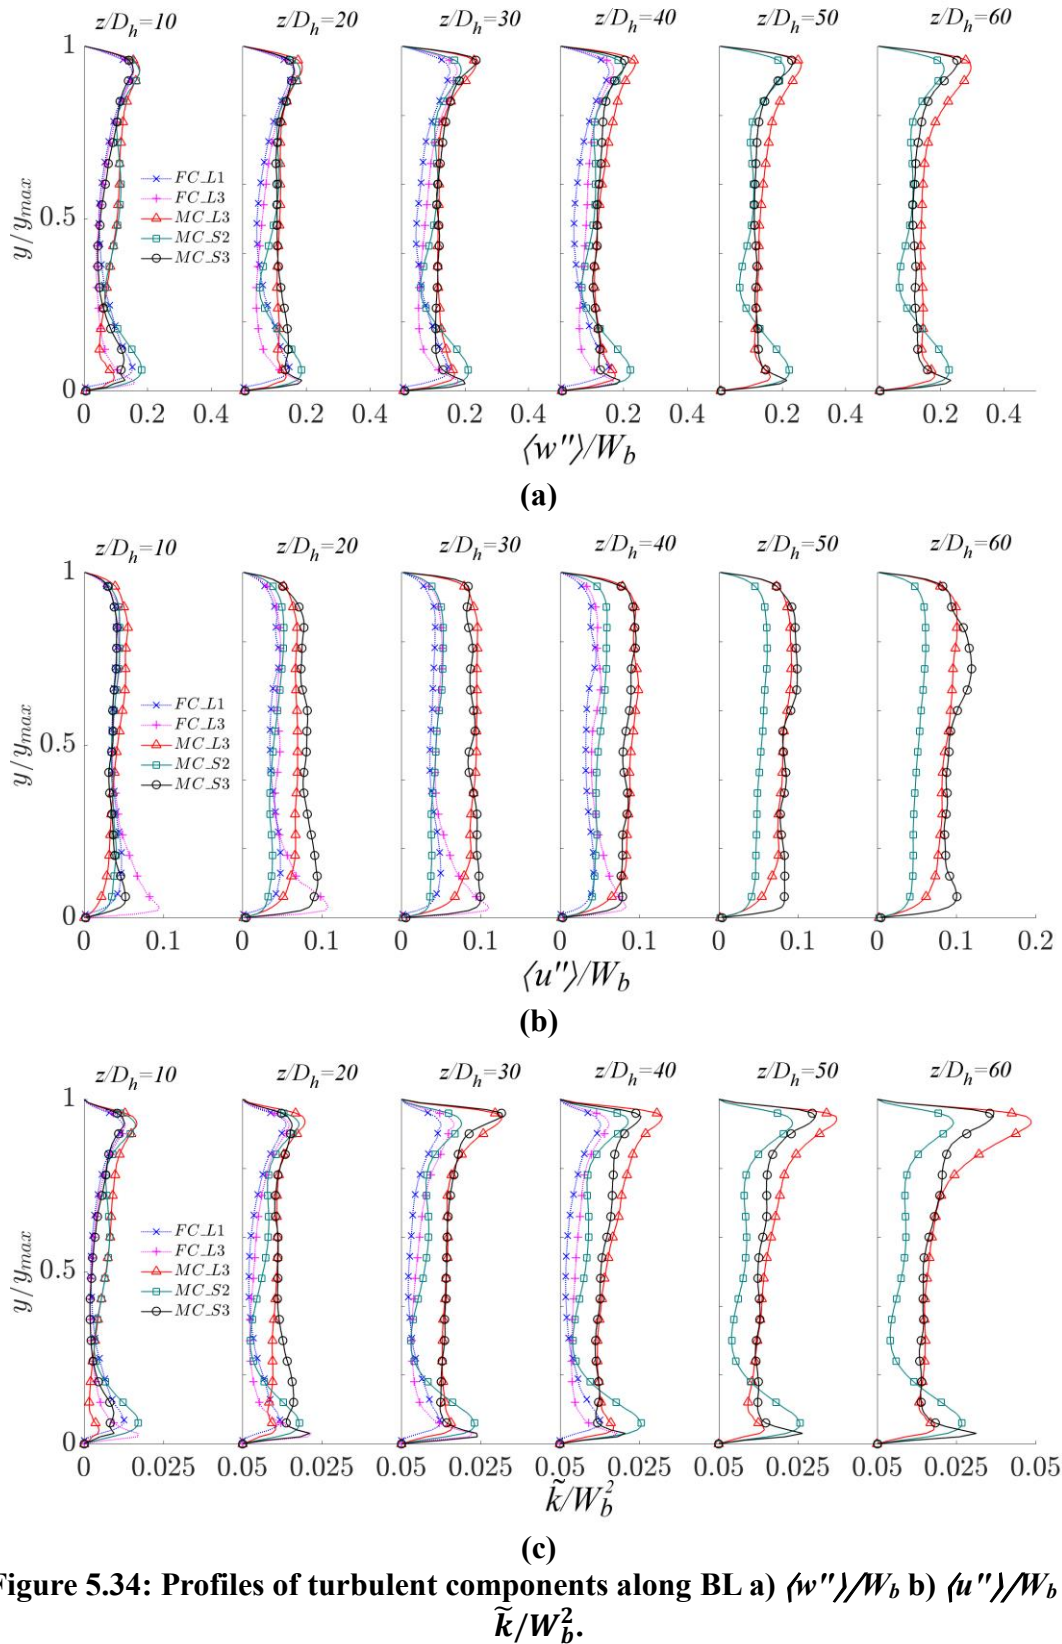 z/D_h=10 z/D_h=20 z/D_h=30 z/D_h=40 z/D_h=50 z/D_h=60
1
FC_L1
FC_L3
0.5
MC_L3
MC_S2
MC_S3
y/y_max
0
0 0.2 0.4 0.2 0.4 0.2 0.4 0.2 0.4 0.2 0.4 0.2 0.4
⟨w''⟩/W_b
(a)
z/D_h=10 z/D_h=20 z/D_h=30 z/D_h=40 z/D_h=50 z/D_h=60
1
FC_L1
FC_L3
MC_L3
0.5
MC_S2
MC_S3
y/y_max
0
0 0.1 0 0.1 0 0.1 0 0.1 0 0.1 0 0.1 0.2
⟨u''⟩/W_b
(b)
z/D_h=10 z/D_h=20 z/D_h=30 z/D_h=40 z/D_h=50 z/D_h=60
1
FC_L1
FC_L3
MC_L3
0.5
MC_S2
MC_S3
y/y_max
0
0 0.025 0.05 0.025 0.05 0.025 0.05 0.025 0.05 0.025 0.05 0.025 0.05
k̃/W_b^2
(c)
igure 5.34: Profiles of turbulent components along BL a) ⟨w''⟩/W_b b) ⟨u''⟩/W_b
k̃/W_b^2.